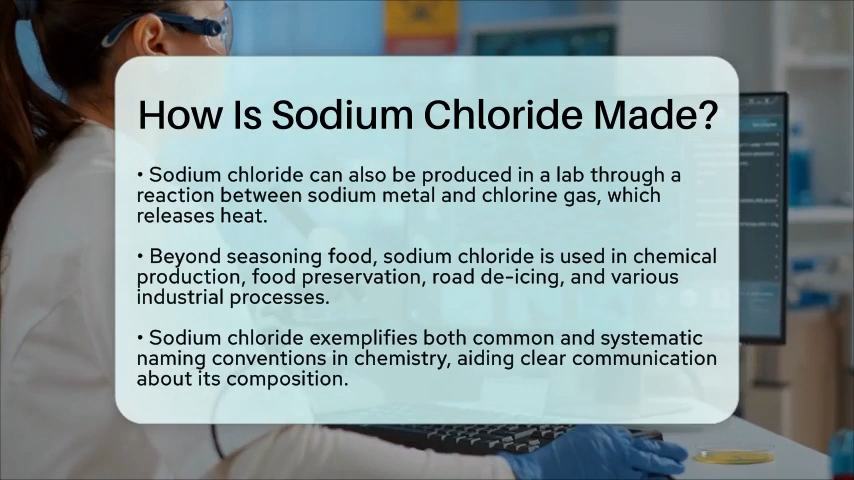 How Is Sodium Chloride Made?
• Sodium chloride can also be produced in a lab through a
reaction between sodium metal and chlorine gas, which
releases heat.
• Beyond seasoning food, sodium chloride is used in chemical
production, food preservation, road de-icing, and various
industrial processes.
• Sodium chloride exemplifies both common and systematic
naming conventions in chemistry, aiding clear communication
about its composition.